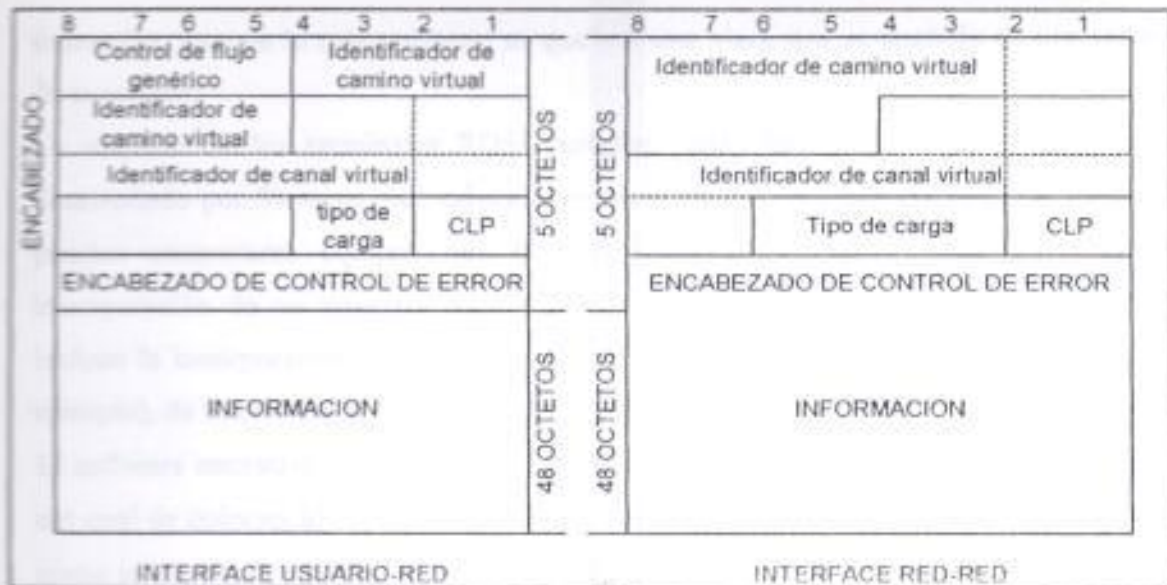 8 7 6 5 4 3 2 1
Control de flujo
genérico
Identificador de
camino virtual
Identificador de
camino virtual
Identificador de canal virtual
tipo de
carga
CLP
ENCABEZADO DE CONTROL DE ERROR
INFORMACION
ENCABEZADO
5 OCTETOS
48 OCTETOS
INTERFACE USUARIO-RED
8 7 6 5 4 3 2 1
Identificador de camino virtual
Identificador de canal virtual
Tipo de carga
CLP
ENCABEZADO DE CONTROL DE ERROR
INFORMACION
5 OCTETOS
48 OCTETOS
INTERFACE RED-RED